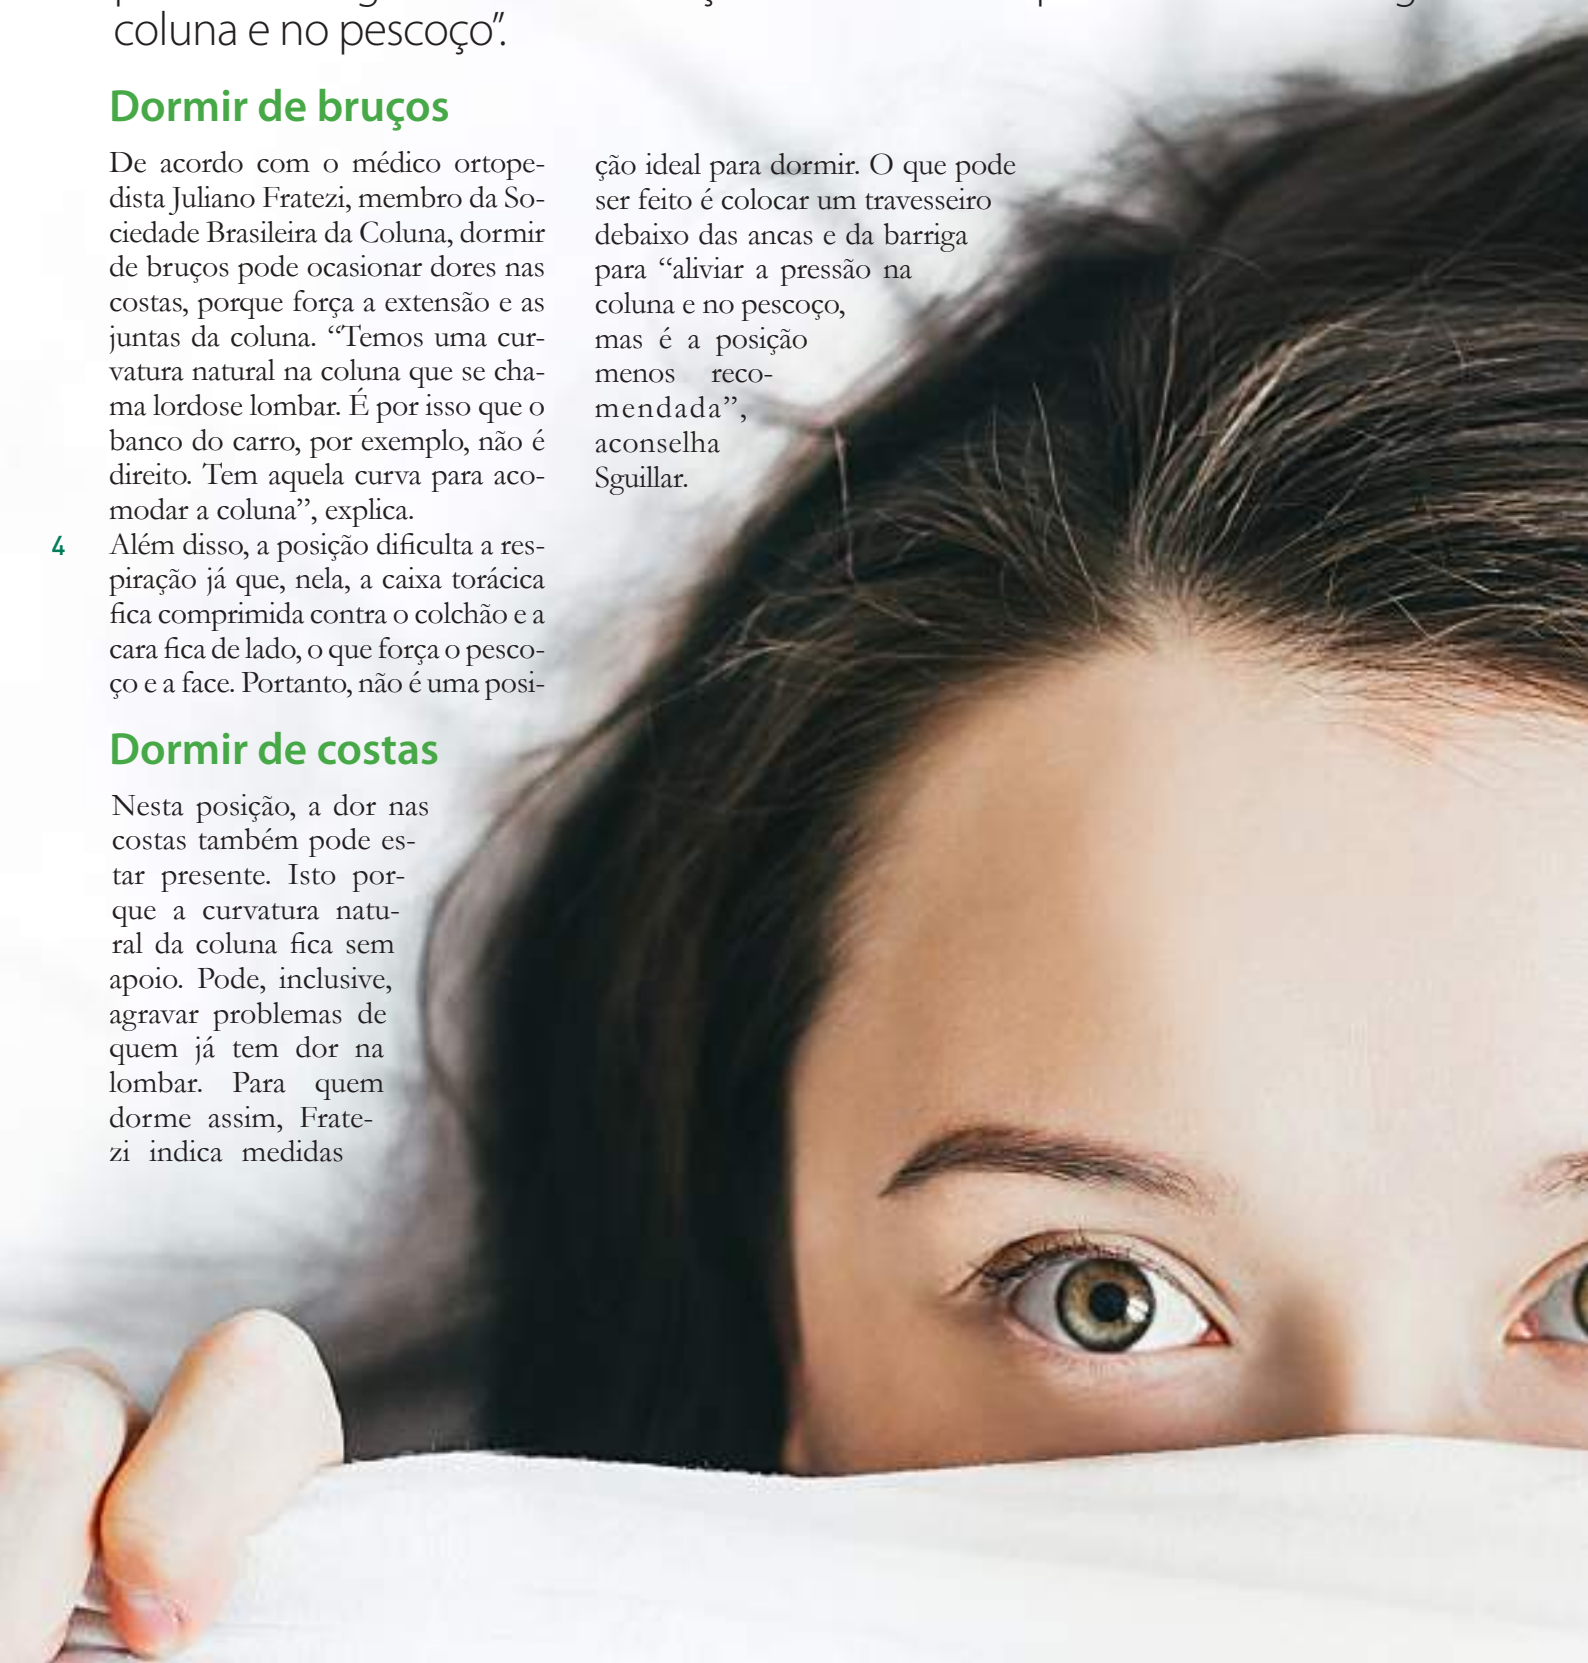 coluna e no pescoço”.
Dormir de bruços
De acordo com o médico ortope-
dista Juliano Fratezi, membro da So-
ciedade Brasileira da Coluna, dormir
de bruços pode ocasionar dores nas
costas, porque força a extensão e as
juntas da coluna. “Temos uma cur-
vatura natural na coluna que se cha-
ma lordose lombar. É por isso que o
banco do carro, por exemplo, não é
direito. Tem aquela curva para aco-
modar a coluna”, explica.
4
Além disso, a posição dificulta a res-
piração já que, nela, a caixa torácica
fica comprimida contra o colchão e a
cara fica de lado, o que força o pesco-
ço e a face. Portanto, não é uma posi-
ção ideal para dormir. O que pode
ser feito é colocar um travesseiro
debaixo das ancas e da barriga
para “aliviar a pressão na
coluna e no pescoço,
mas é a posição
menos reco-
mendada”,
aconselha
Sguillar.
Dormir de costas
Nesta posição, a dor nas
costas também pode es-
tar presente. Isto por-
que a curvatura natu-
ral da coluna fica sem
apoio. Pode, inclusive,
agravar problemas de
quem já tem dor na
lombar. Para quem
dorme assim, Frate-
zi indica medidas